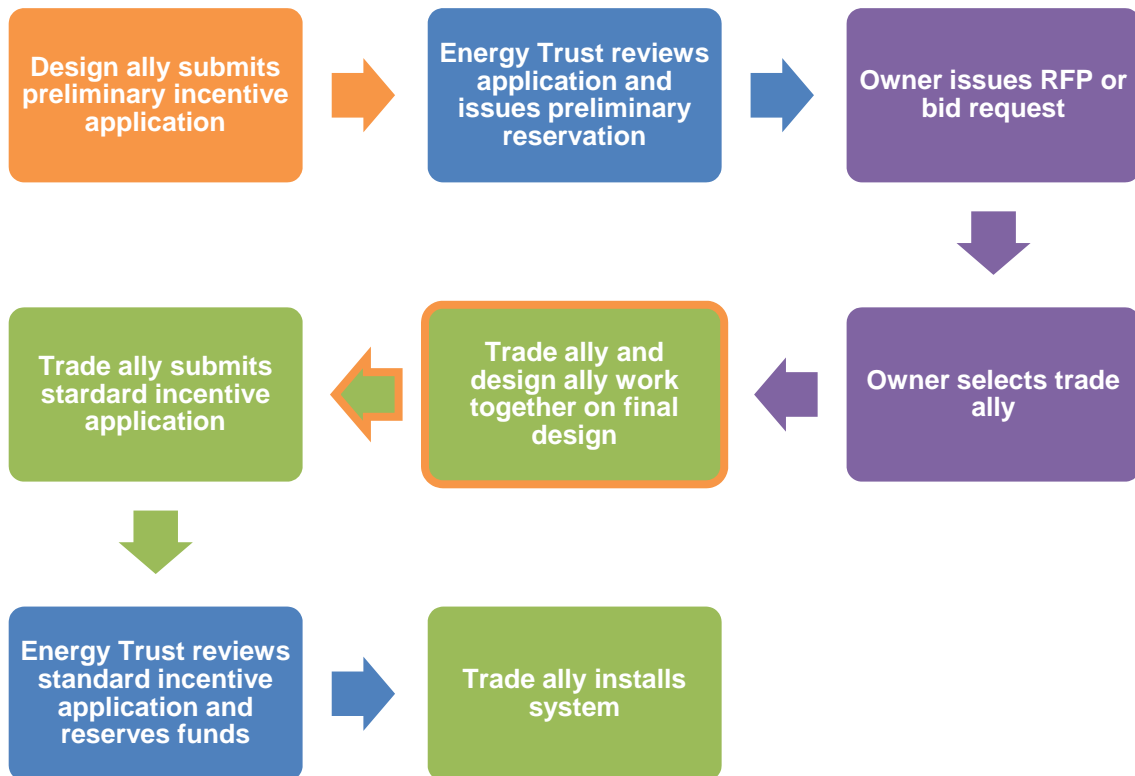 Design ally submits
preliminary incentive
application
Energy Trust reviews
application and
issues preliminary
reservation
Owner issues RFP or
bid request
Owner selects trade
ally
Trade ally and
design ally work
together on final
design
Trade ally submits
stardard incentive
application
Energy Trust reviews
standard incentive
application and
reserves funds
Trade ally installs
system